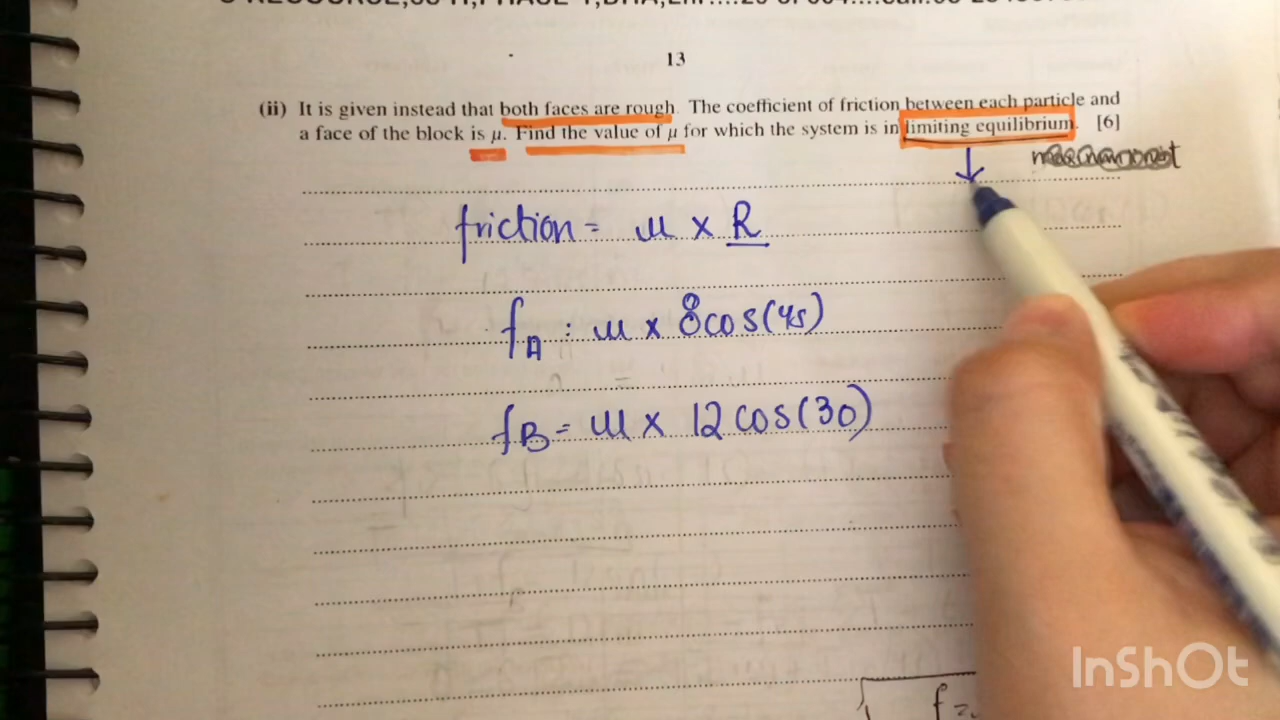 13
(ii) It is given instead that both faces are rough. The coefficient of friction between each particle and
a face of the block is μ. Find the value of μ for which the system is in limiting equilibrium. [6]
friction = μ × R
fA : μ × 8cos(45)
fB = μ × 12 cos(30)
f =
InShOt